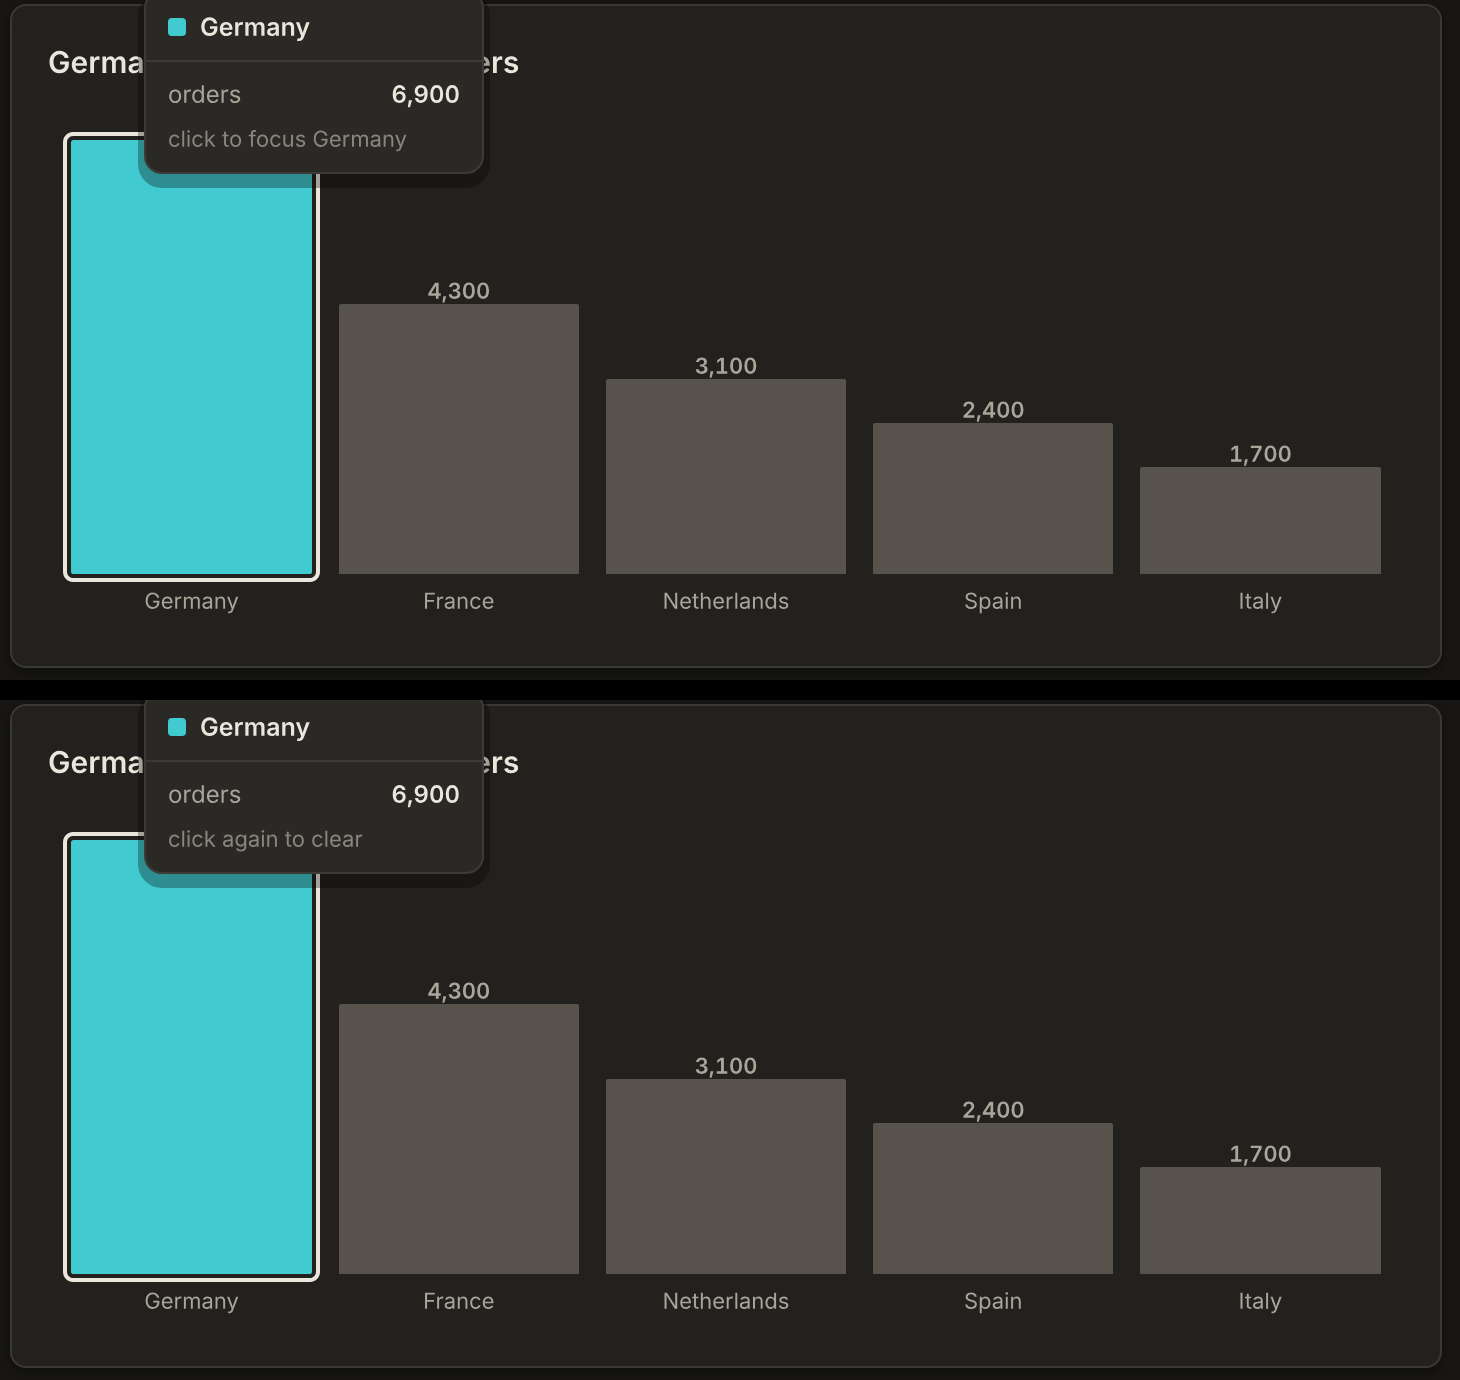 Germany
Germa ers
orders 6,900
click to focus Germany
4,300
3,100
2,400
1,700
Germany France Netherlands Spain Italy
Germany
Germa ers
orders 6,900
click again to clear
4,300
3,100
2,400
1,700
Germany France Netherlands Spain Italy